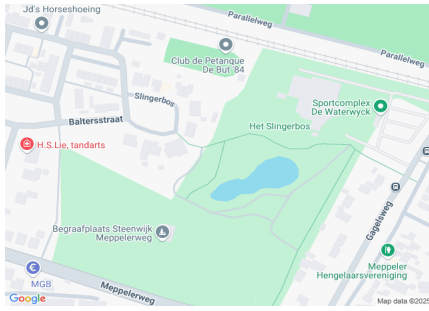 Jd's Horseshoeing
Parallelweg
Parallelweg
Club de Petanque
De But '84
Slingerbos
Sportcomplex
De Waterwyck
Baltersstraat
Het Slingerbos
H.S.Lie, tandarts
Gagelsweg
Begraafplaats Steenwijk
Meppelerweg
Meppeler
Hengelaarsvereniging
MGB
Meppelerweg
Google
Map data ©2025